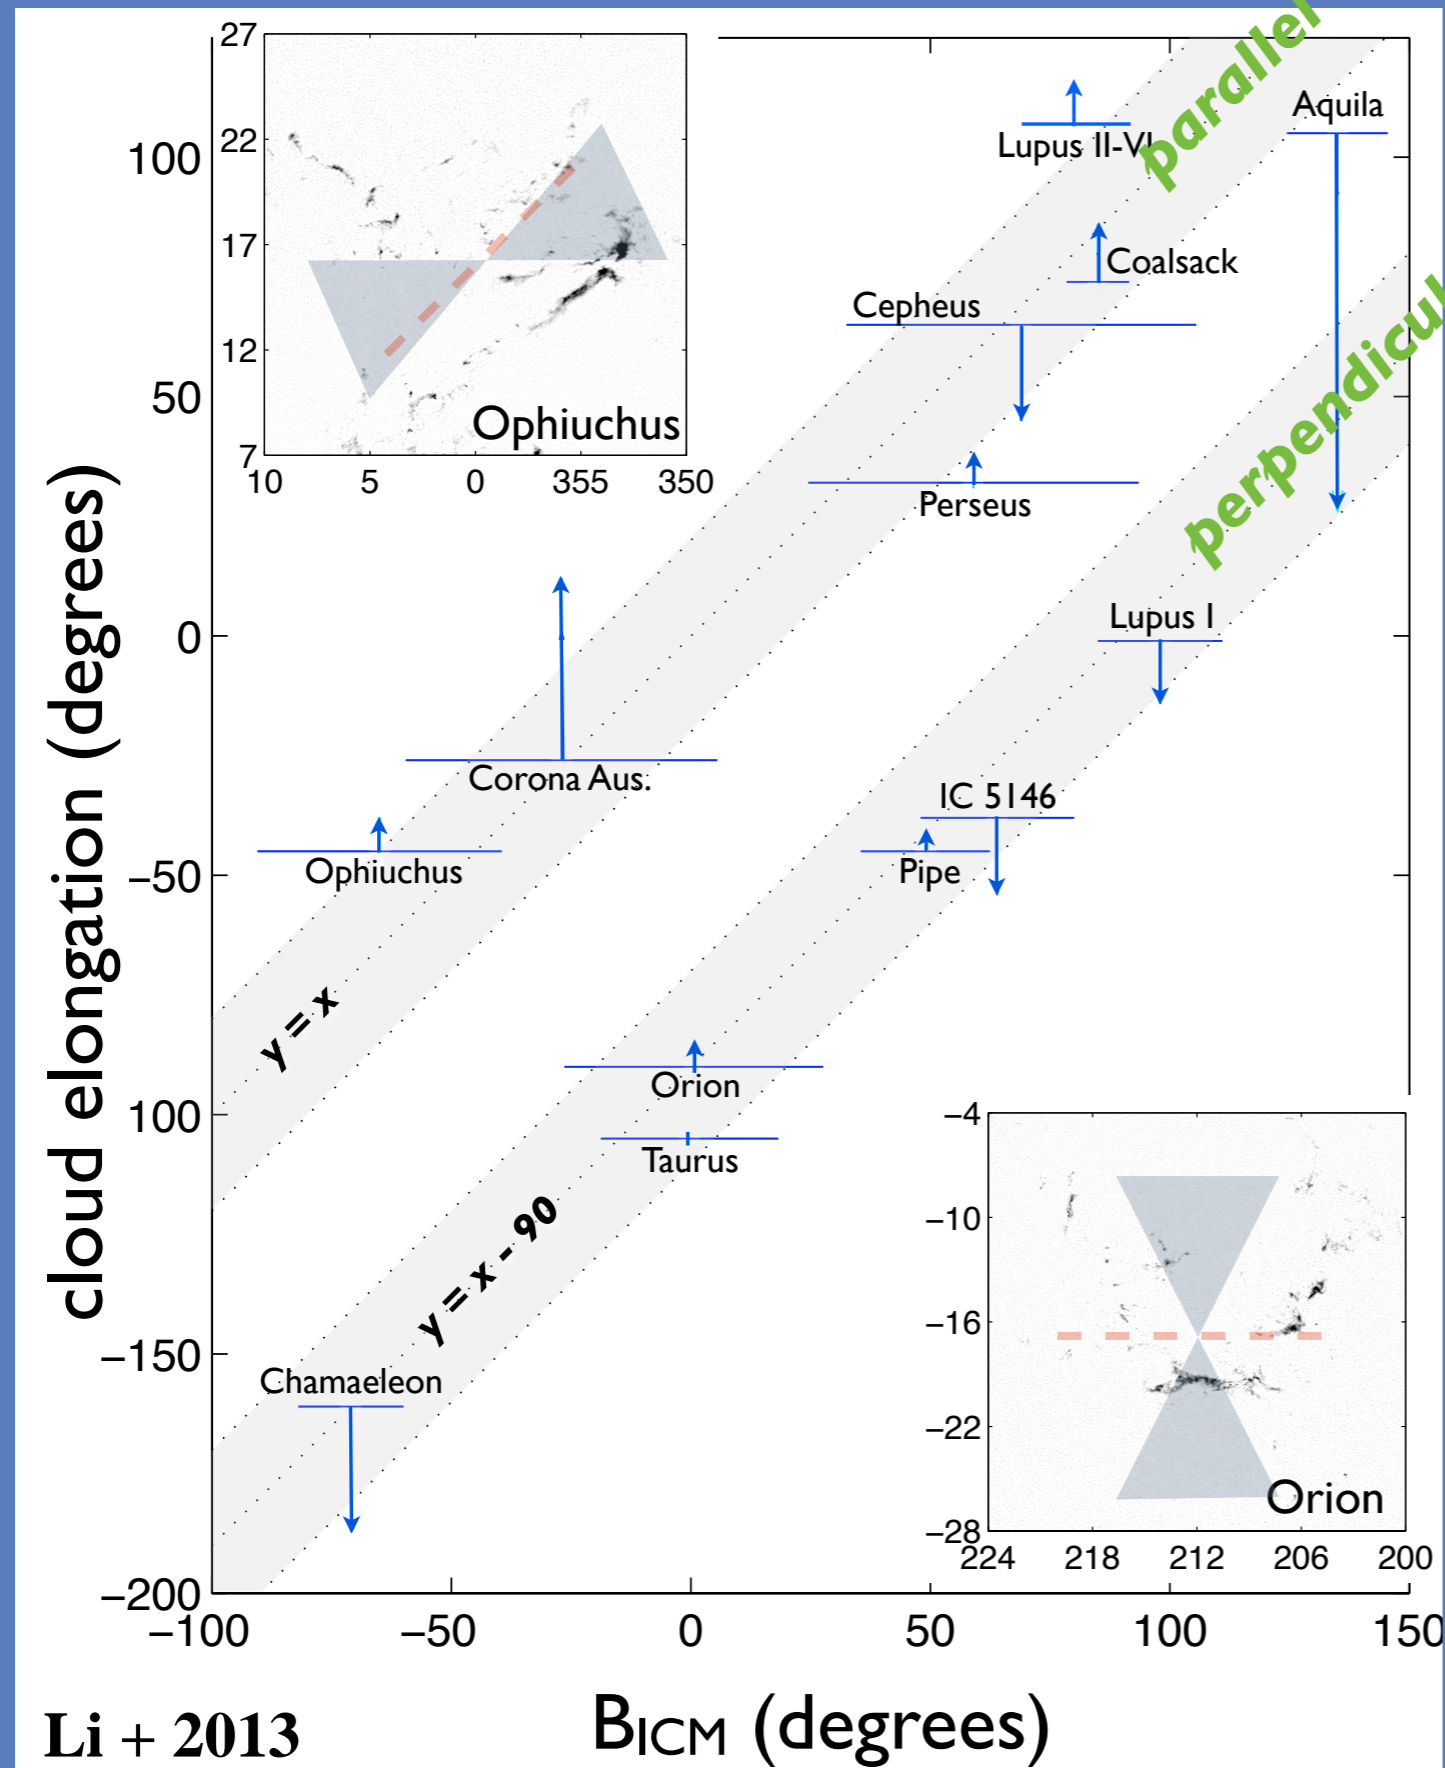 parallel
perpendicul
cloud elongation (degrees)
100
50
0
−50
100
−150
−200
−100
−50
0
50
100
150
BICM (degrees)
27
22
17
12
7
10
5
0
355
350
Ophiuchus
Lupus II-VI
Aquila
Coalsack
Cepheus
Perseus
Lupus I
Corona Aus.
IC 5146
Ophiuchus
Pipe
y = x
Orion
Taurus
y = x - 90
Chamaeleon
−4
−10
−16
−22
−28
224
218
212
206
200
Orion
Li + 2013